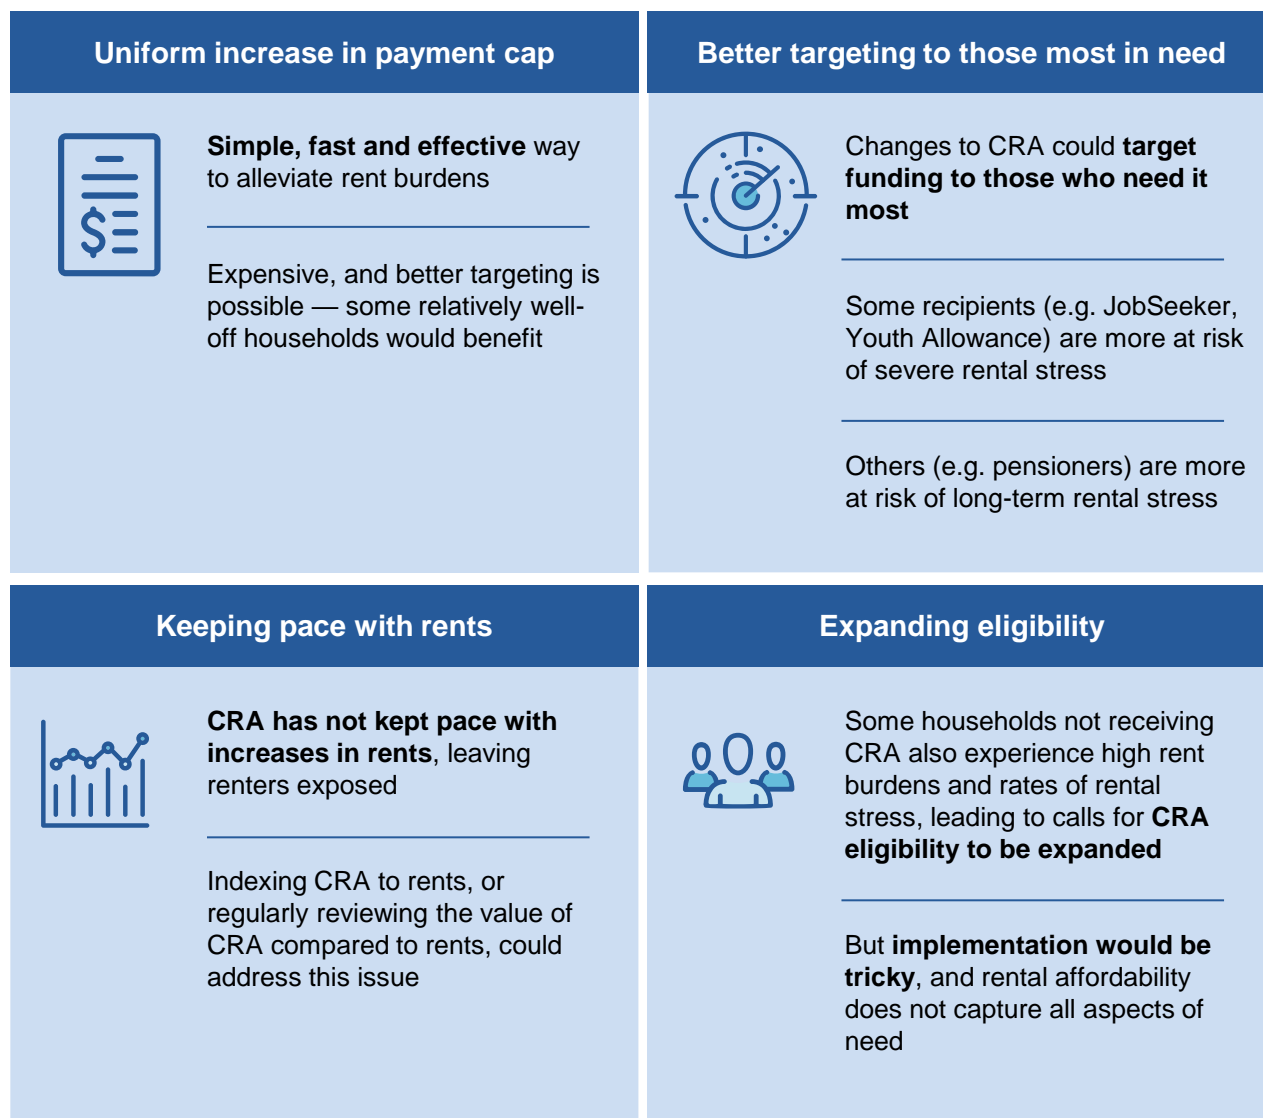 Uniform increase in payment cap
Simple, fast and effective way
to alleviate rent burdens
Expensive, and better targeting is
possible — some relatively well-
off households would benefit
Better targeting to those most in need
Changes to CRA could target
funding to those who need it
most
Some recipients (e.g. JobSeeker,
Youth Allowance) are more at risk
of severe rental stress
Others (e.g. pensioners) are more
at risk of long-term rental stress
Keeping pace with rents
CRA has not kept pace with
increases in rents, leaving
renters exposed
Indexing CRA to rents, or
regularly reviewing the value of
CRA compared to rents, could
address this issue
Expanding eligibility
Some households not receiving
CRA also experience high rent
burdens and rates of rental
stress, leading to calls for CRA
eligibility to be expanded
But implementation would be
tricky, and rental affordability
does not capture all aspects of
need